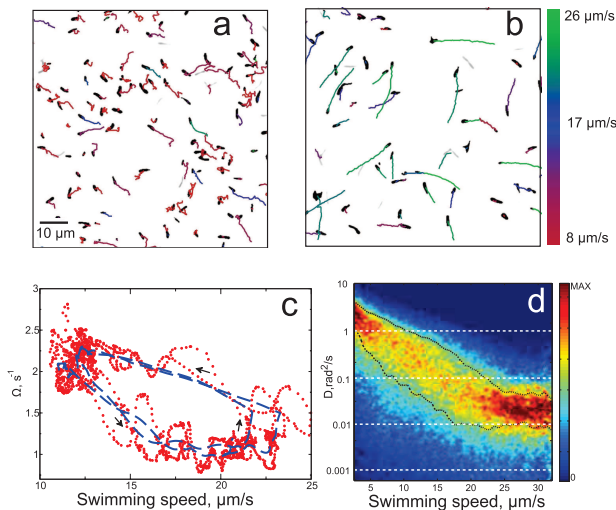 a
b
10 µm
26 µm/s
17 µm/s
8 µm/s
c
3
2.5
2
1.5
1
Ω, s⁻¹
10 15 20 25
Swimming speed, µm/s
d
10
1
0.1
0.01
0.001
D,rad²/s
5 10 15 20 25 30
Swimming speed, µm/s
MAX
0